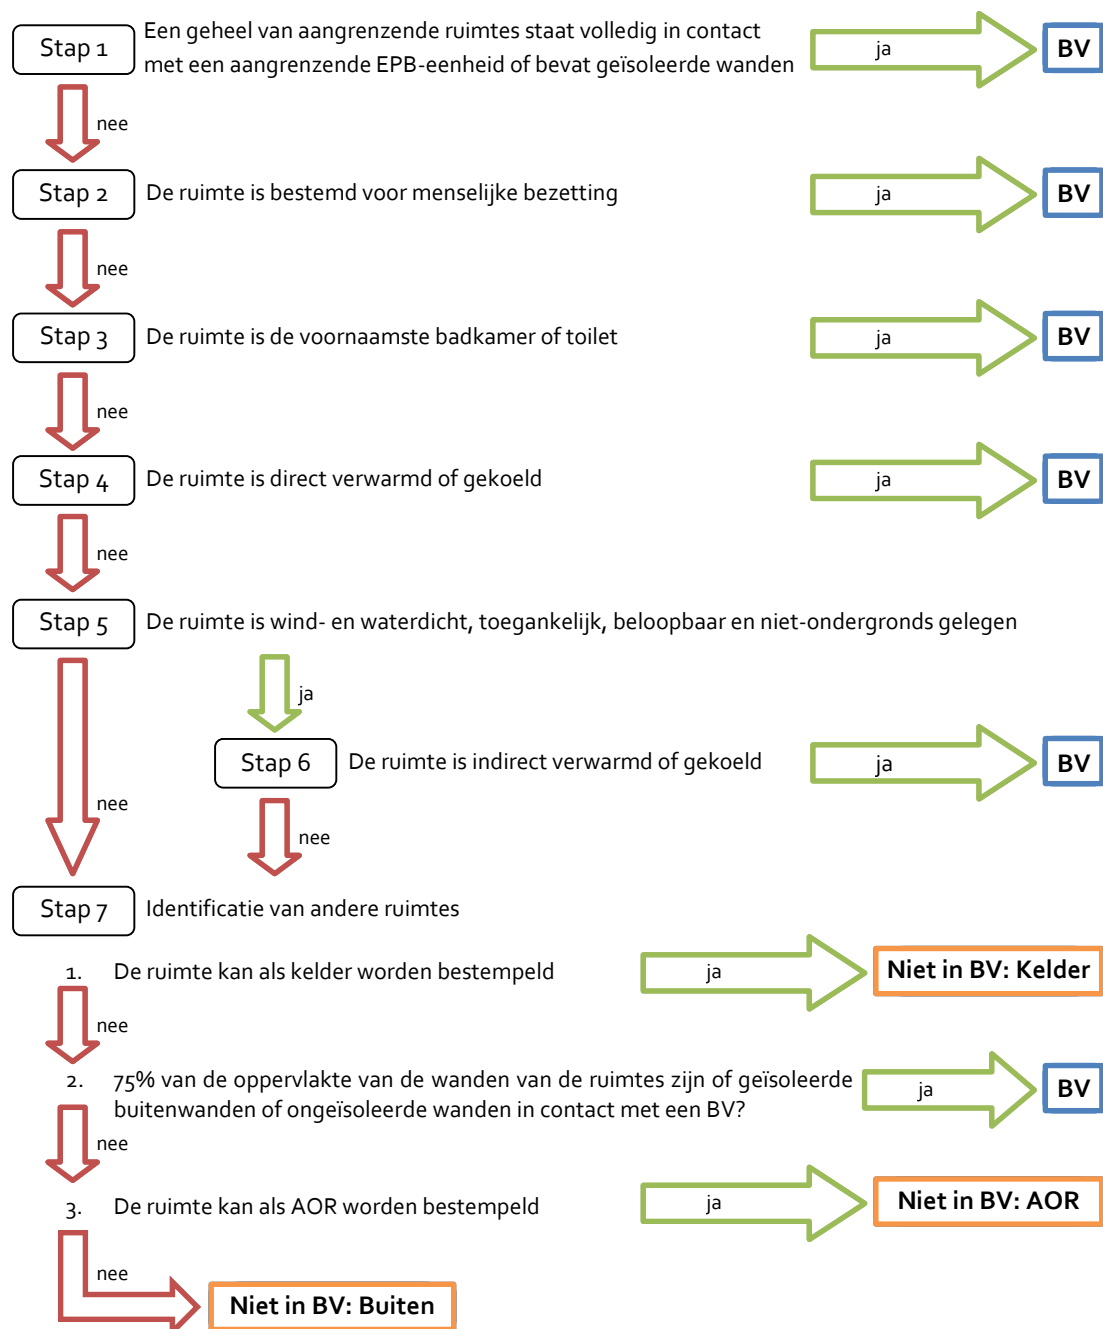 Stap 1
Een geheel van aangrenzende ruimtes staat volledig in contact
met een aangrenzende EPB-eenheid of bevat geïsoleerde wanden
ja
BV
nee
Stap 2
De ruimte is bestemd voor menselijke bezetting
ja
BV
nee
Stap 3
De ruimte is de voornaamste badkamer of toilet
ja
BV
nee
Stap 4
De ruimte is direct verwarmd of gekoeld
ja
BV
nee
Stap 5
De ruimte is wind- en waterdicht, toegankelijk, beloopbaar en niet-ondergronds gelegen
ja
Stap 6
De ruimte is indirect verwarmd of gekoeld
ja
BV
nee
nee
Stap 7
Identificatie van andere ruimtes
1. De ruimte kan als kelder worden bestempeld
ja
Niet in BV: Kelder
nee
2. 75% van de oppervlakte van de wanden van de ruimtes zijn of geïsoleerde
buitenwanden of ongeïsoleerde wanden in contact met een BV?
ja
BV
nee
3. De ruimte kan als AOR worden bestempeld
ja
Niet in BV: AOR
nee
Niet in BV: Buiten